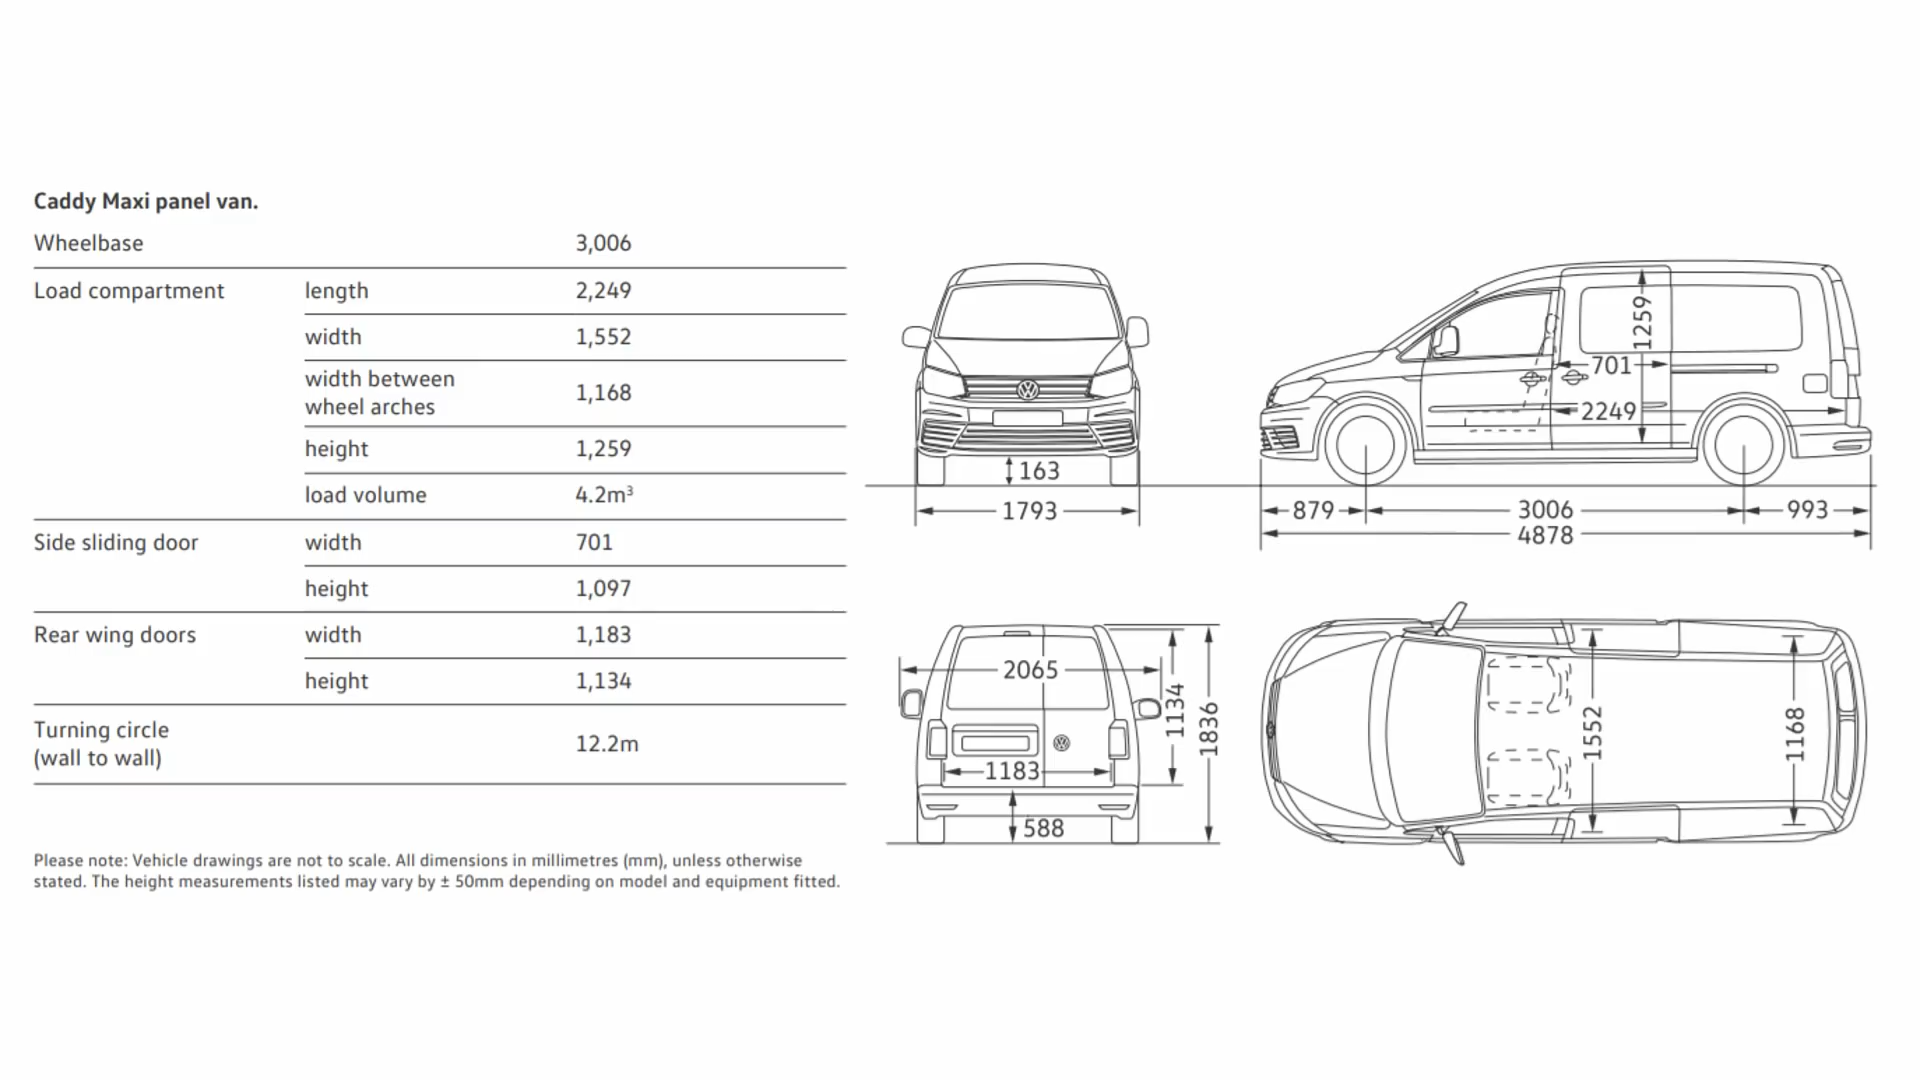 Caddy Maxi panel van.
Wheelbase 3,006
Load compartment length 2,249
width 1,552
width between
wheel arches 1,168
height 1,259
load volume 4.2m³
Side sliding door width 701
height 1,097
Rear wing doors width 1,183
height 1,134
Turning circle
(wall to wall) 12.2m
Please note: Vehicle drawings are not to scale. All dimensions in millimetres (mm), unless otherwise
stated. The height measurements listed may vary by ± 50mm depending on model and equipment fitted.
163
1793
1259
701
2249
879 3006 993
4878
2065
1134
1836
1183
588
1552
1168